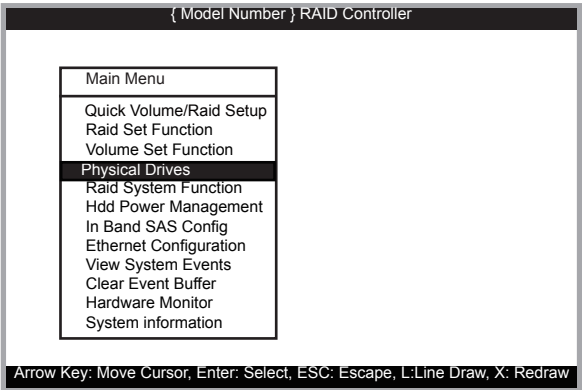 { Model Number } RAID Controller
Main Menu
Quick Volume/Raid Setup
Raid Set Function
Volume Set Function
Physical Drives
Raid System Function
Hdd Power Management
In Band SAS Config
Ethernet Configuration
View System Events
Clear Event Buffer
Hardware Monitor
System information
Arrow Key: Move Cursor, Enter: Select, ESC: Escape, L:Line Draw, X: Redraw